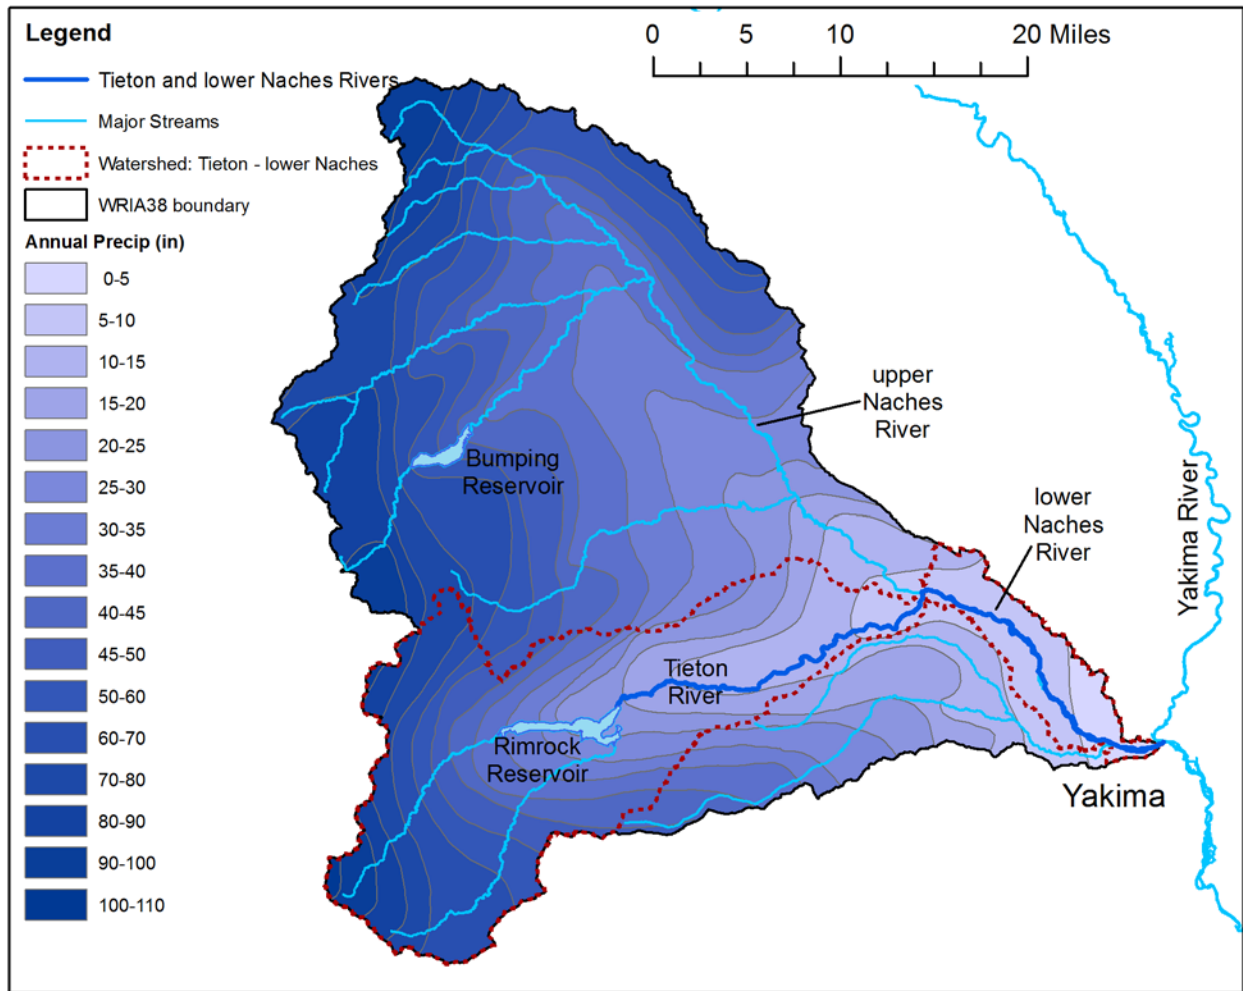 Legend
Tieton and lower Naches Rivers
Major Streams
Watershed: Tieton - lower Naches
WRIA38 boundary
Annual Precip (in)
0-5
5-10
10-15
15-20
20-25
25-30
30-35
35-40
40-45
45-50
50-60
60-70
70-80
80-90
90-100
100-110
0 5 10 20 Miles
upper
Naches
River
Bumping
Reservoir
lower
Naches
River
Yakima River
Tieton
River
Rimrock
Reservoir
Yakima